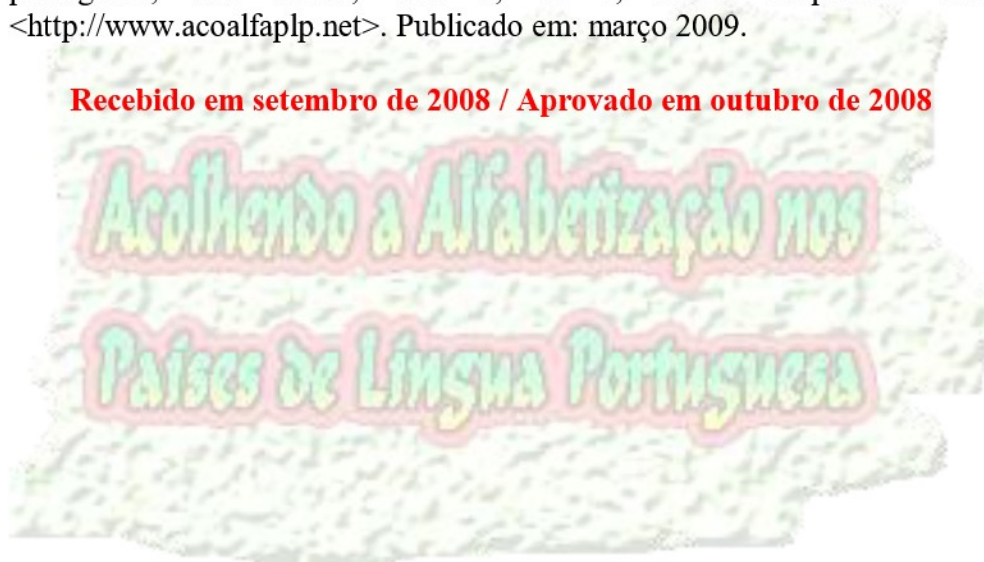 <http://www.acoalfaplp.net>. Publicado em: março 2009.
Recebido em setembro de 2008 / Aprovado em outubro de 2008
Acolhendo a Alfabetização nos
Países de Língua Portuguesa